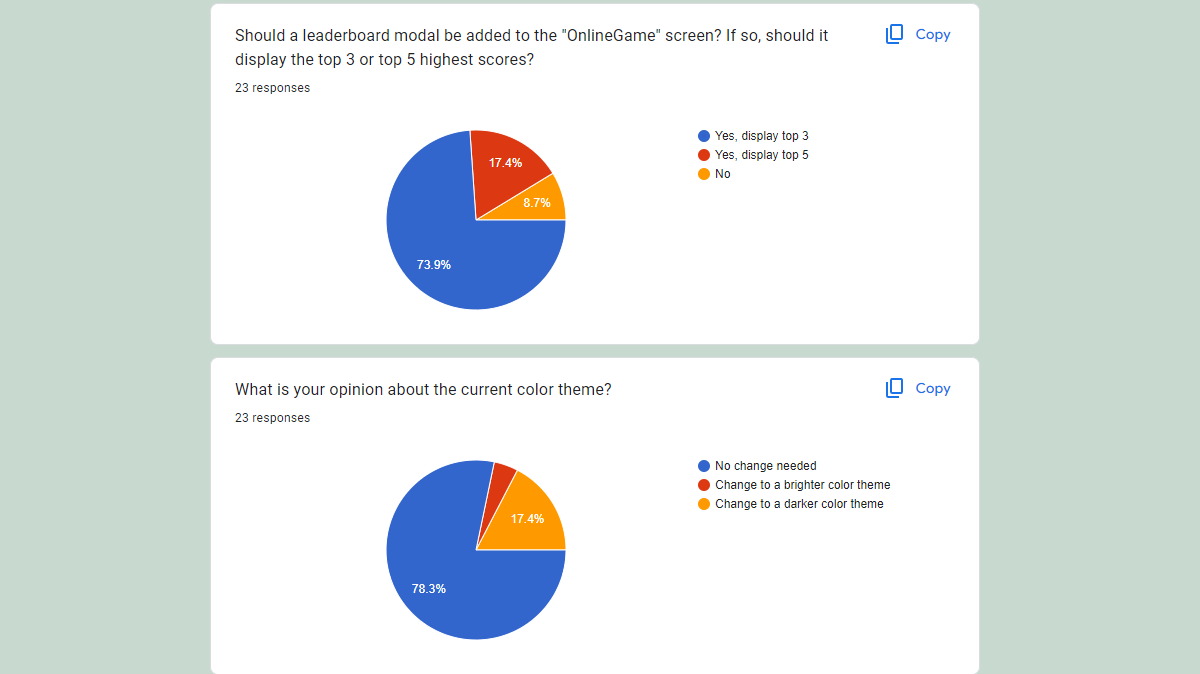 Should a leaderboard modal be added to the "OnlineGame" screen? If so, should it
display the top 3 or top 5 highest scores?
Copy
23 responses
17.4%
8.7%
73.9%
Yes, display top 3
Yes, display top 5
No
What is your opinion about the current color theme?
Copy
23 responses
17.4%
78.3%
No change needed
Change to a brighter color theme
Change to a darker color theme